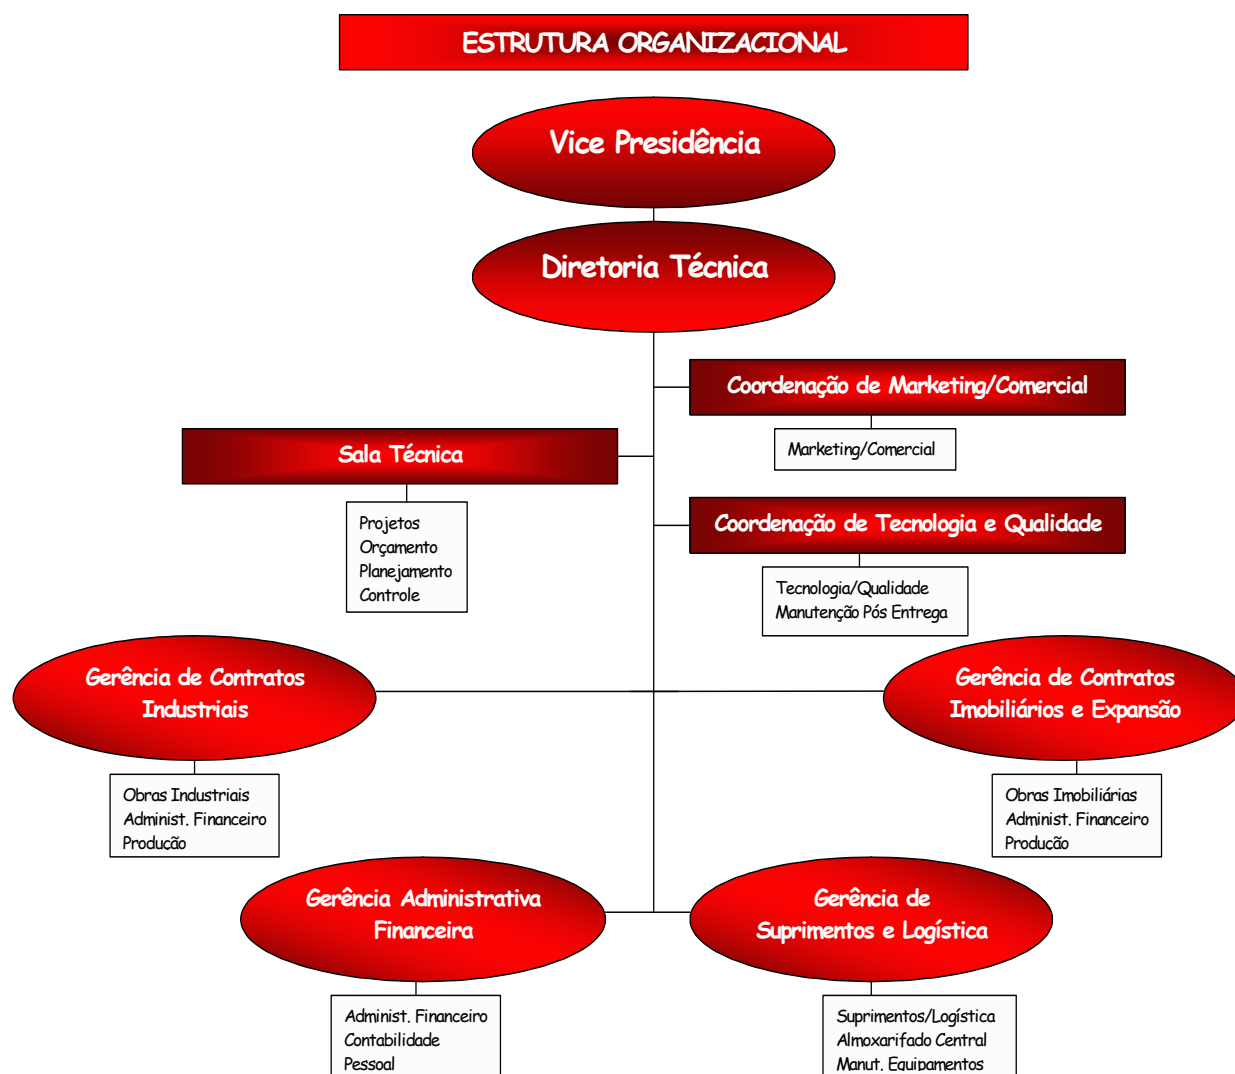 ESTRUTURA ORGANIZACIONAL
Vice Presidência
Diretoria Técnica
Coordenação de Marketing/Comercial
Marketing/Comercial
Sala Técnica
Projetos
Orçamento
Planejamento
Controle
Coordenação de Tecnologia e Qualidade
Tecnologia/Qualidade
Manutenção Pós Entrega
Gerência de Contratos
Industriais
Obras Industriais
Administ. Financeiro
Produção
Gerência de Contratos
Imobiliários e Expansão
Obras Imobiliárias
Administ. Financeiro
Produção
Gerência Administrativa
Financeira
Administ. Financeiro
Contabilidade
Pessoal
Gerência de
Suprimentos e Logística
Suprimentos/Logística
Almoxarifado Central
Manut. Equipamentos